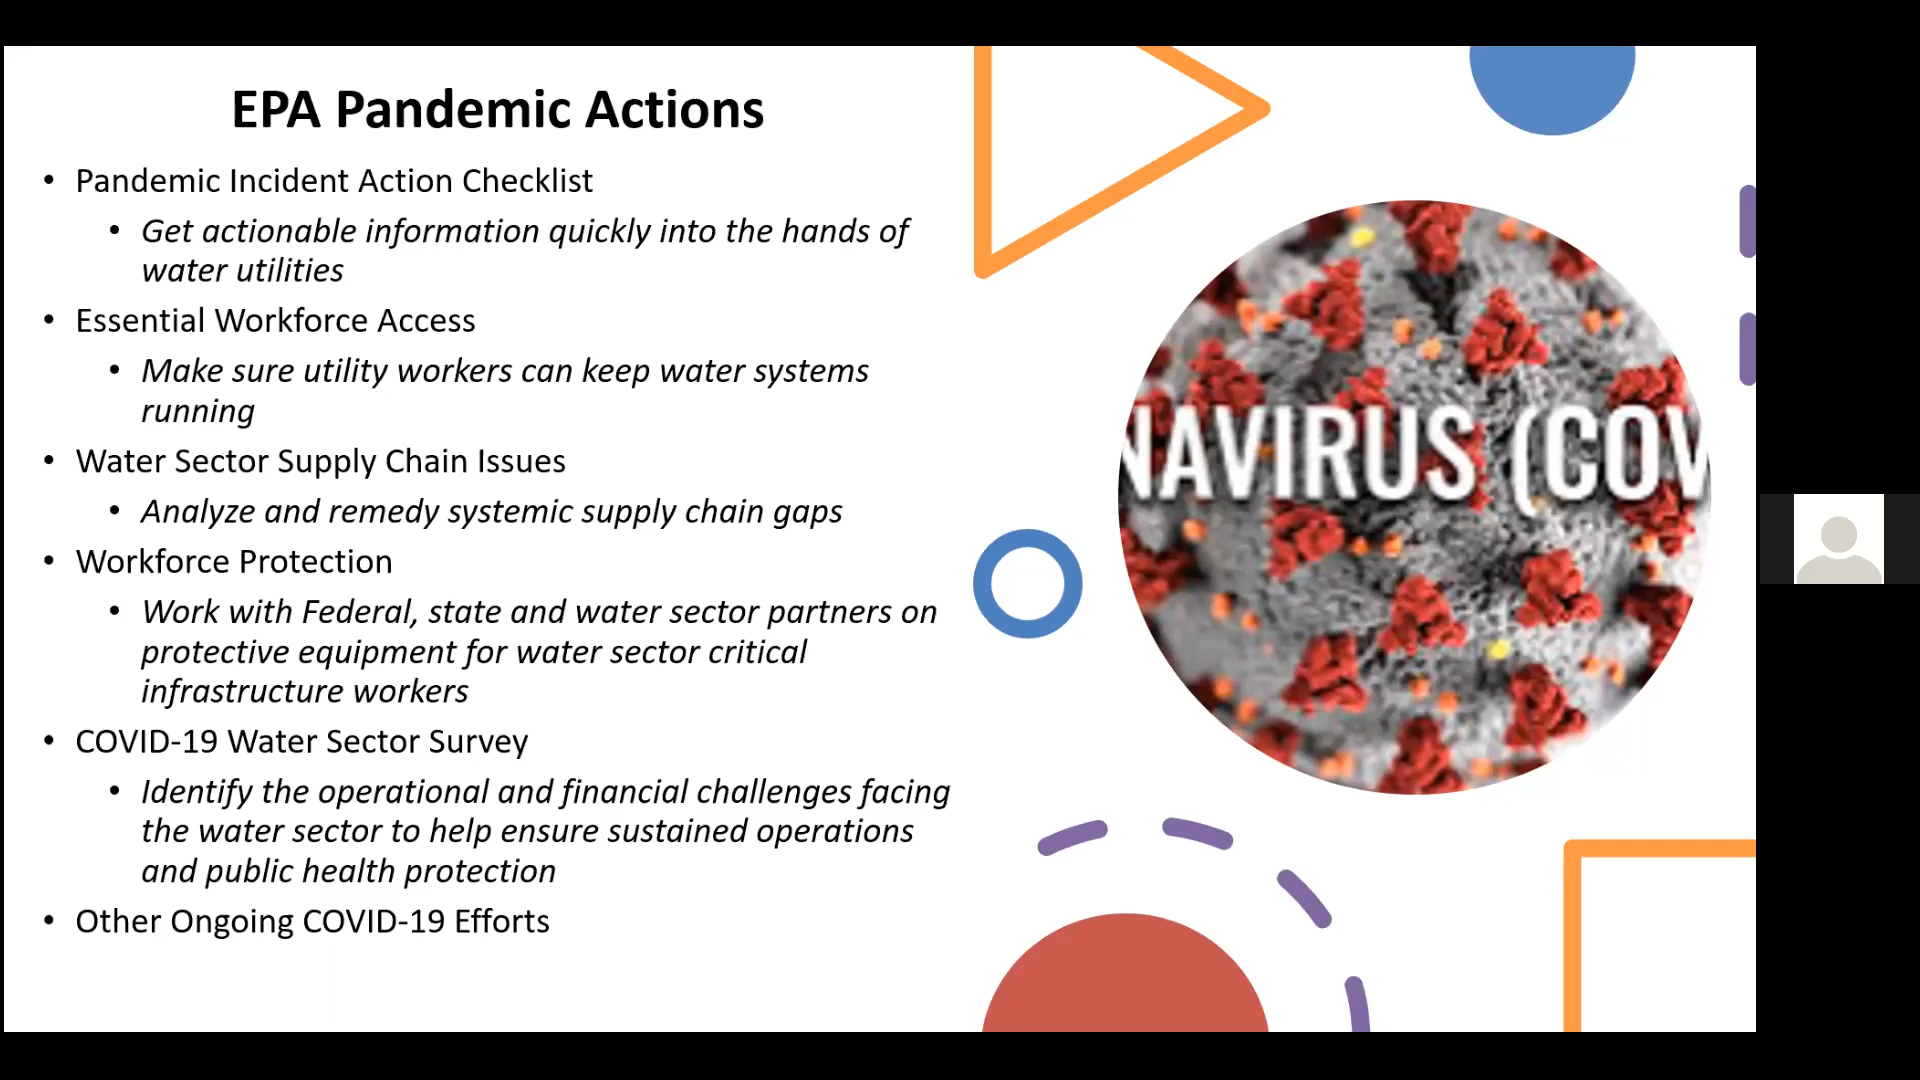 EPA Pandemic Actions
• Pandemic Incident Action Checklist
• Get actionable information quickly into the hands of
water utilities
• Essential Workforce Access
• Make sure utility workers can keep water systems
running
• Water Sector Supply Chain Issues
• Analyze and remedy systemic supply chain gaps
• Workforce Protection
• Work with Federal, state and water sector partners on
protective equipment for water sector critical
infrastructure workers
• COVID-19 Water Sector Survey
• Identify the operational and financial challenges facing
the water sector to help ensure sustained operations
and public health protection
• Other Ongoing COVID-19 Efforts
NAVIRUS (COV